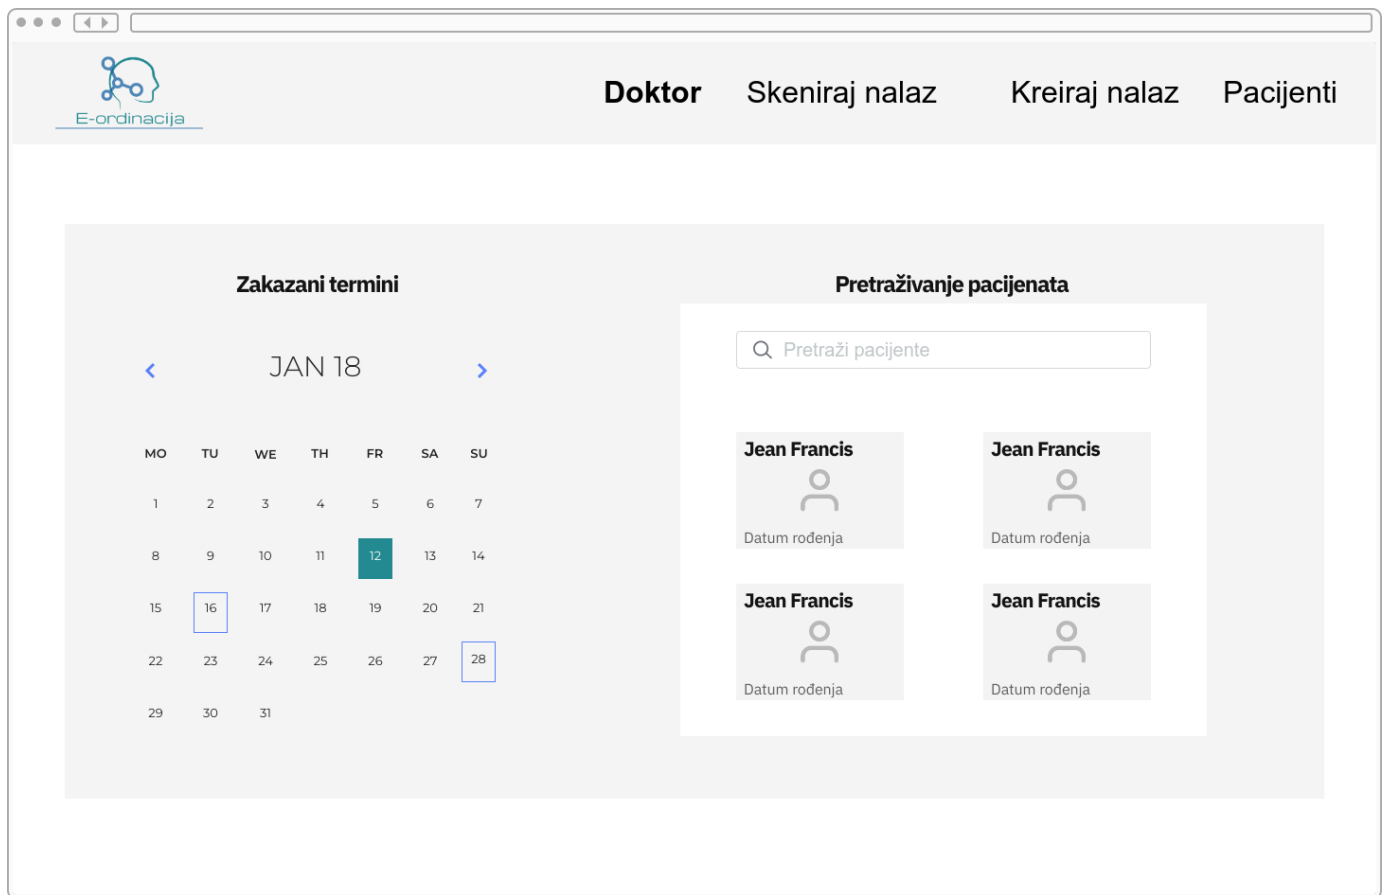 E-ordinacija
Doktor Skeniraj nalaz Kreiraj nalaz Pacijenti
Zakazani termini
JAN 18
MO TU WE TH FR SA SU
1 2 3 4 5 6 7
8 9 10 11 12 13 14
15 16 17 18 19 20 21
22 23 24 25 26 27 28
29 30 31
Pretraživanje pacijenata
Pretraži pacijente
Jean Francis
Datum rođenja
Jean Francis
Datum rođenja
Jean Francis
Datum rođenja
Jean Francis
Datum rođenja